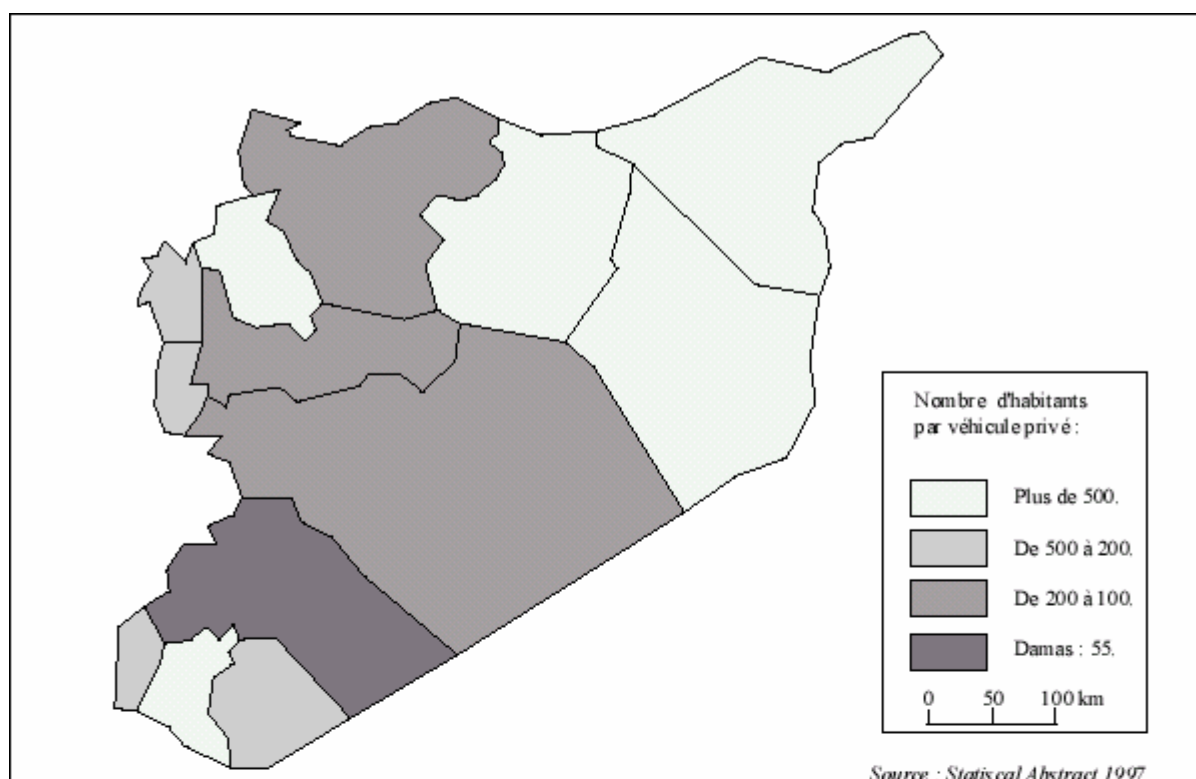 Nombre d'habitants
par véhicule privé :
Plus de 500.
De 500 à 200.
De 200 à 100.
Damas : 55.
0 50 100 km
Source : Statiscal Abstract 1997